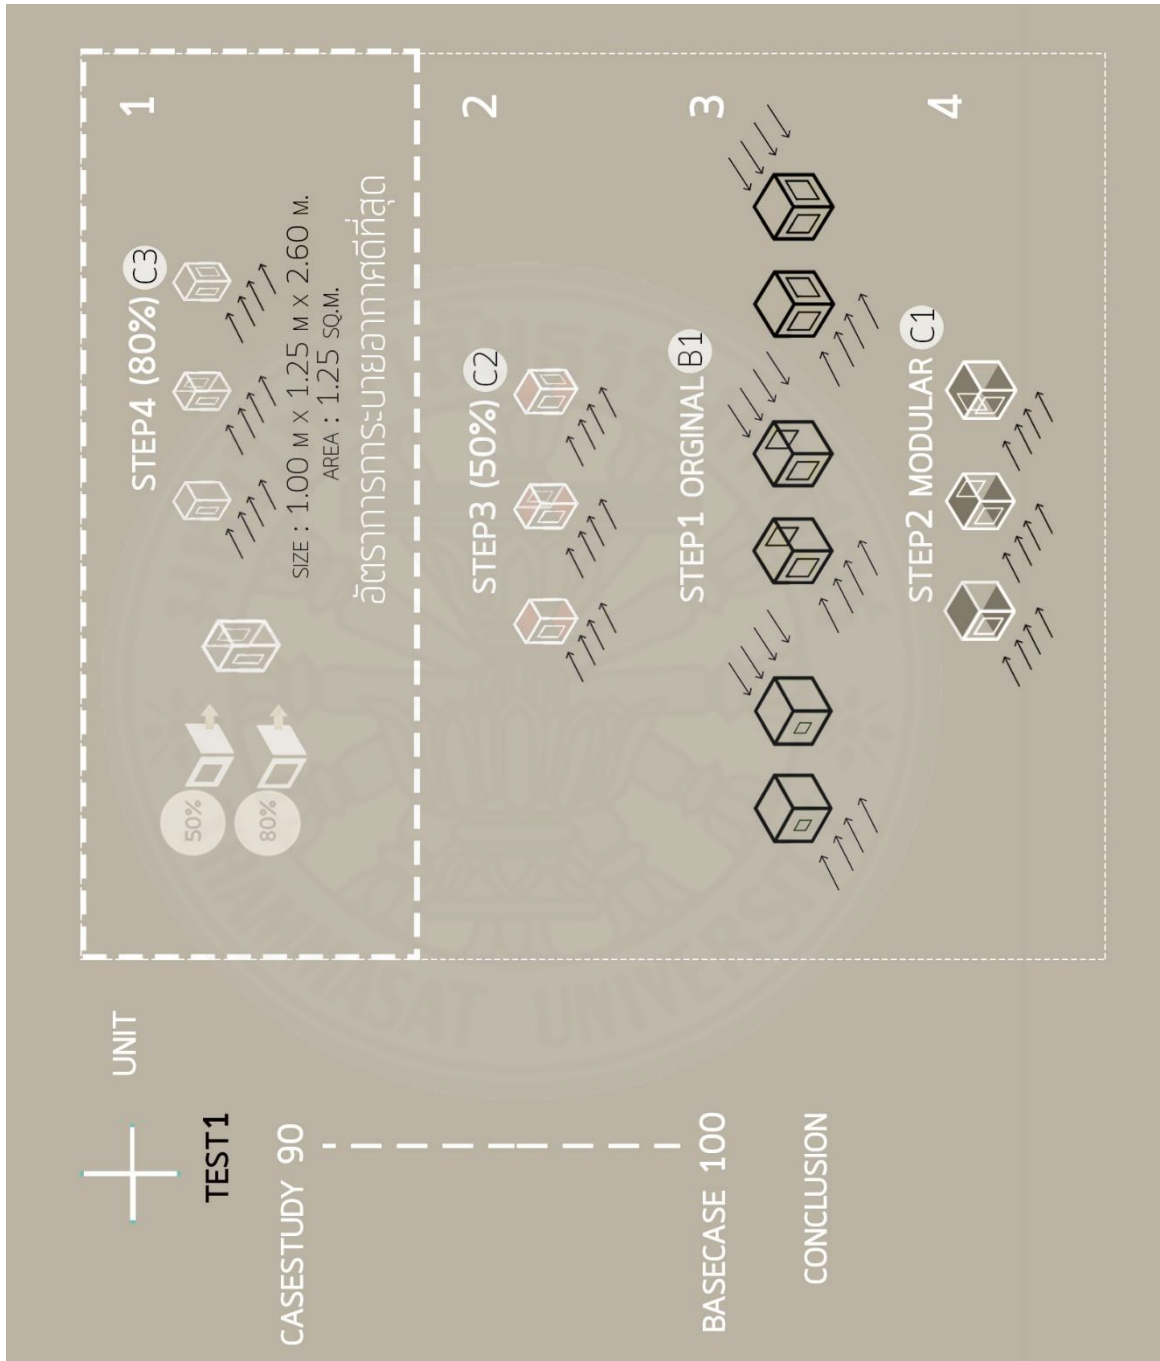 UNIT
TEST1
CASESTUDY 90
BASECASE 100
CONCLUSION
1
STEP4 (80%) C3
50%
80%
SIZE : 1.00 M X 1.25 M X 2.60 M.
AREA : 1.25 SQ.M.
อัตราการระบายอากาศดีที่สุด
2
STEP3 (50%) C2
3
STEP1 ORGINAL B1
4
STEP2 MODULAR C1
THAMMASAT UNIVERSITY